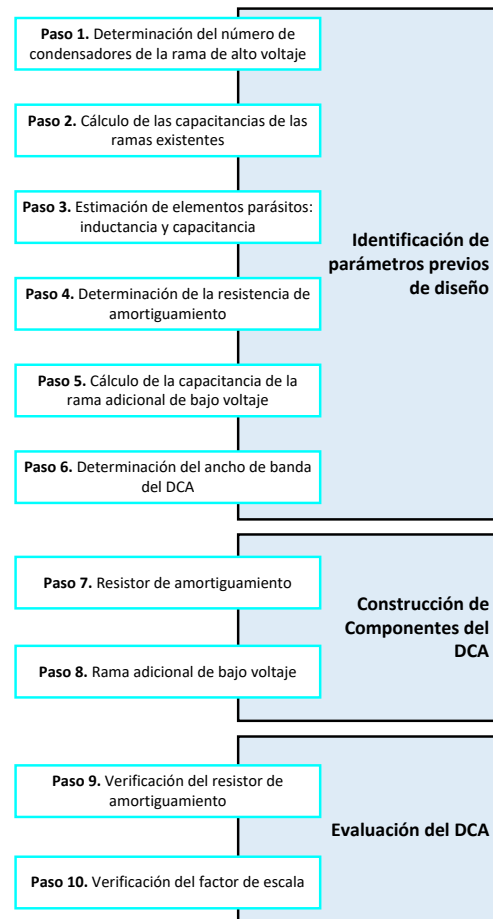 Paso 1. Determinación del número de
condensadores de la rama de alto voltaje
Paso 2. Cálculo de las capacitancias de las
ramas existentes
Paso 3. Estimación de elementos parásitos:
inductancia y capacitancia
Paso 4. Determinación de la resistencia de
amortiguamiento
Paso 5. Cálculo de la capacitancia de la
rama adicional de bajo voltaje
Paso 6. Determinación del ancho de banda
del DCA
Identificación de
parámetros previos
de diseño
Paso 7. Resistor de amortiguamiento
Paso 8. Rama adicional de bajo voltaje
Construcción de
Componentes del
DCA
Paso 9. Verificación del resistor de
amortiguamiento
Paso 10. Verificación del factor de escala
Evaluación del DCA